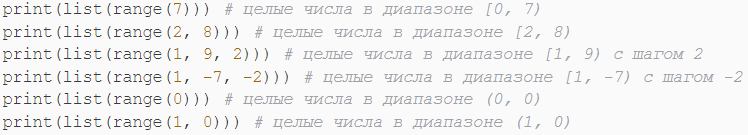 print(list(range(7))) # целые числа в диапазоне [0, 7)
print(list(range(2, 8))) # целые числа в диапазоне [2, 8)
print(list(range(1, 9, 2))) # целые числа в диапазоне [1, 9) с шагом 2
print(list(range(1, -7, -2))) # целые числа в диапазоне [1, -7) с шагом -2
print(list(range(0))) # целые числа в диапазоне (0, 0)
print(list(range(1, 0))) # целые числа в диапазоне (1, 0)